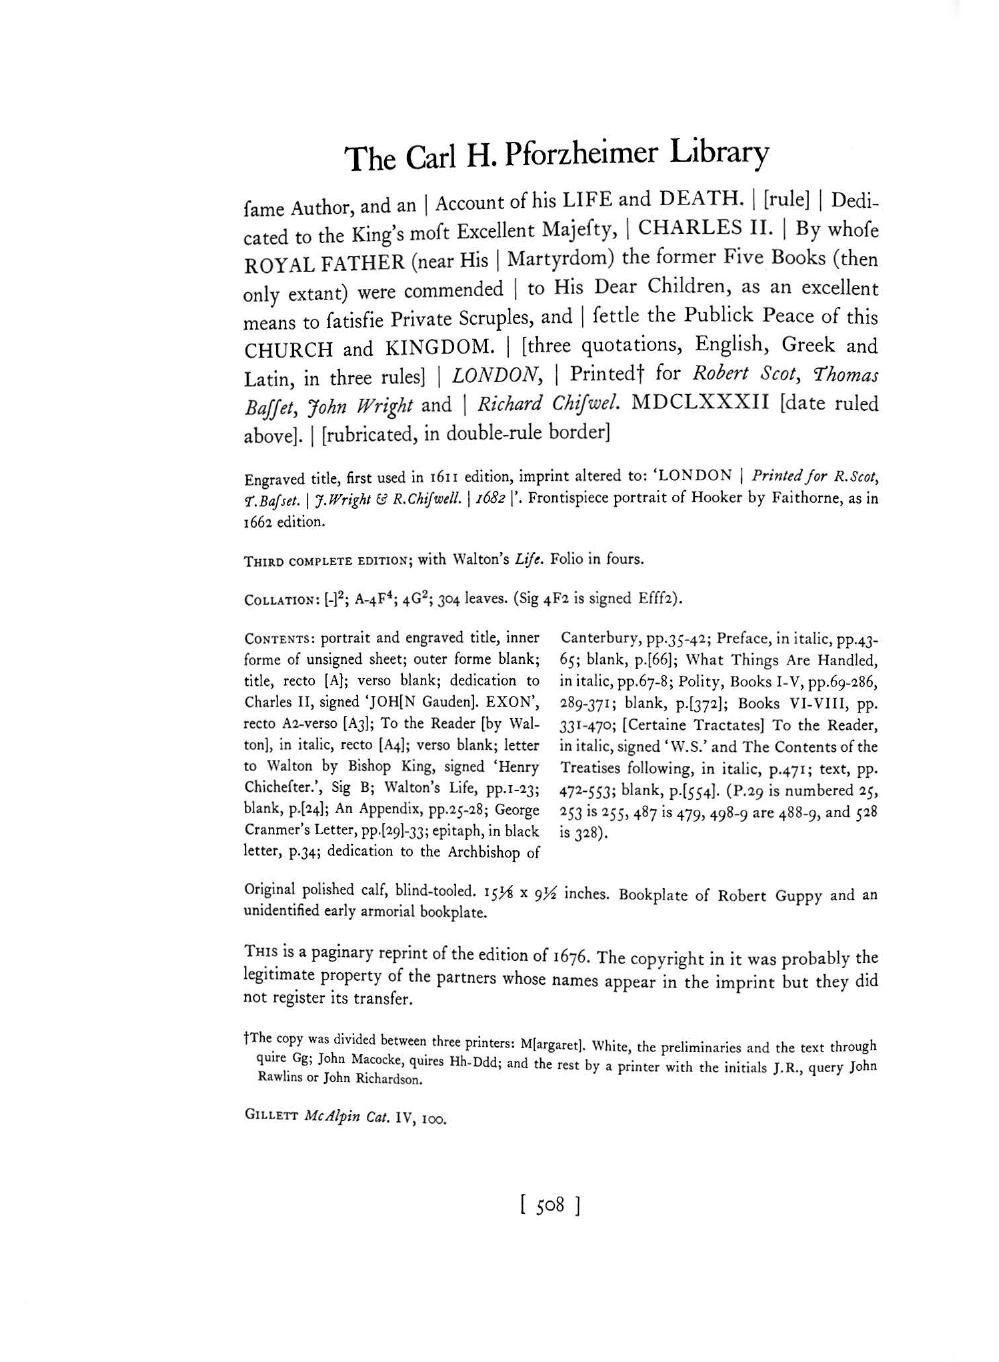 The Carl H. Pforzheimer Library
ſame Author, and an | Account of his LIFE and DEATH. | [rule] | Dedi-
cated to the King's moſt Excellent Majeſty, | CHARLES II. | By whoſe
ROYAL FATHER (near His | Martyrdom) the former Five Books (then
only extant) were commended | to His Dear Children, as an excellent
means to ſatisfie Private Scruples, and | ſettle the Publick Peace of this
CHURCH and KINGDOM. | [three quotations, English, Greek and
Latin, in three rules] | LONDON, | Printed† for Robert Scot, Thomas
Baſſet, John Wright and | Richard Chiſwel. MDCLXXXII [date ruled
above]. | [rubricated, in double-rule border]
Engraved title, first used in 1611 edition, imprint altered to: 'LONDON | Printed for R.Scot,
T.Baſset. | J.Wright & R.Chiſwell. | 1682 |'. Frontispiece portrait of Hooker by Faithorne, as in
1662 edition.
Third complete edition; with Walton's Life. Folio in fours.
Collation: [-]²; A-4F⁴; 4G²; 304 leaves. (Sig 4F2 is signed Efff2).
Contents: portrait and engraved title, inner
forme of unsigned sheet; outer forme blank;
title, recto [A]; verso blank; dedication to
Charles II, signed 'JOH[N Gauden]. EXON',
recto A2-verso [A3]; To the Reader [by Wal-
ton], in italic, recto [A4]; verso blank; letter
to Walton by Bishop King, signed 'Henry
Chicheſter.', Sig B; Walton's Life, pp.1-23;
blank, p.[24]; An Appendix, pp.25-28; George
Cranmer's Letter, pp.[29]-33; epitaph, in black
letter, p.34; dedication to the Archbishop of
Canterbury, pp.35-42; Preface, in italic, pp.43-
65; blank, p.[66]; What Things Are Handled,
in italic, pp.67-8; Polity, Books I-V, pp.69-286,
289-371; blank, p.[372]; Books VI-VIII, pp.
331-470; [Certaine Tractates] To the Reader,
in italic, signed 'W.S.' and The Contents of the
Treatises following, in italic, p.471; text, pp.
472-553; blank, p.[554]. (P.29 is numbered 25,
253 is 255, 487 is 479, 498-9 are 488-9, and 528
is 328).
Original polished calf, blind-tooled. 15⅛ x 9½ inches. Bookplate of Robert Guppy and an
unidentified early armorial bookplate.
This is a paginary reprint of the edition of 1676. The copyright in it was probably the
legitimate property of the partners whose names appear in the imprint but they did
not register its transfer.
†The copy was divided between three printers: M[argaret]. White, the preliminaries and the text through
quire Gg; John Macocke, quires Hh-Ddd; and the rest by a printer with the initials J.R., query John
Rawlins or John Richardson.
Gillett McAlpin Cat. IV, 100.
[ 508 ]